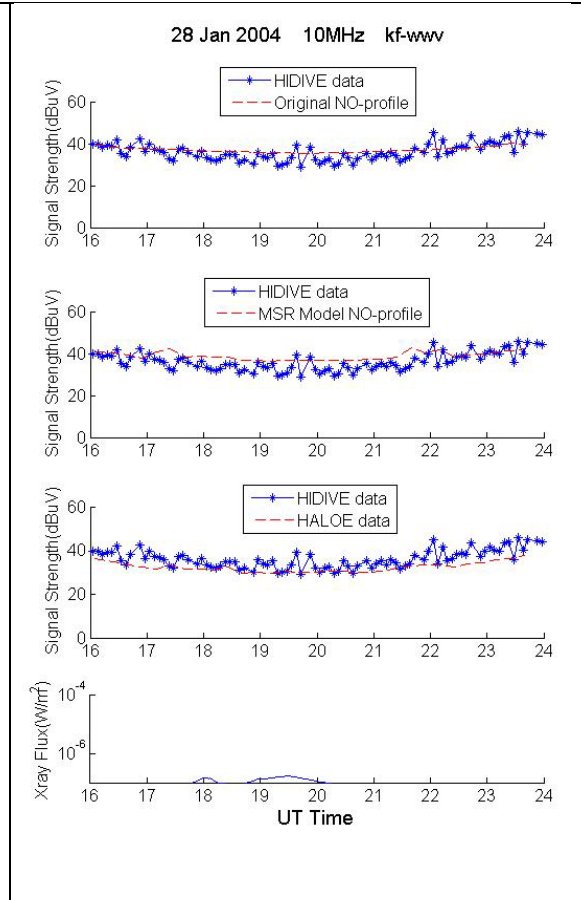 28 Jan 2004 10MHz kf-wwv
HIDIVE data
Original NO-profile
Signal Strength(dBuV)
60
40
20
0
16 17 18 19 20 21 22 23 24
HIDIVE data
MSR Model NO-profile
Signal Strength(dBuV)
60
40
20
0
16 17 18 19 20 21 22 23 24
HIDIVE data
HALOE data
Signal Strength(dBuV)
60
40
20
0
16 17 18 19 20 21 22 23 24
Xray Flux(W/m²)
10⁻⁴
10⁻⁶
16 17 18 19 20 21 22 23 24
UT Time